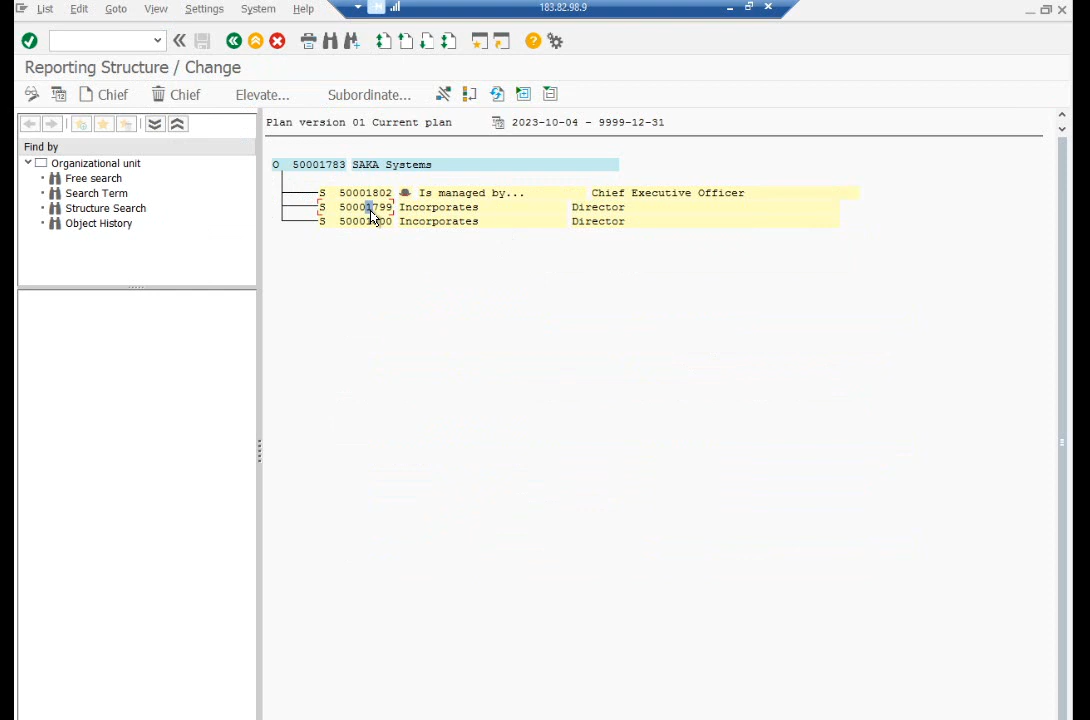 List Edit Goto View Settings System Help 183.82.98.9
Reporting Structure / Change
Chief Chief Elevate... Subordinate...
Find by
Organizational unit
Free search
Search Term
Structure Search
Object History
Plan version 01 Current plan 2023-10-04 - 9999-12-31
O 50001783 SAKA Systems
S 50001802 Is managed by... Chief Executive Officer
S 50001799 Incorporates Director
S Incorporates Director